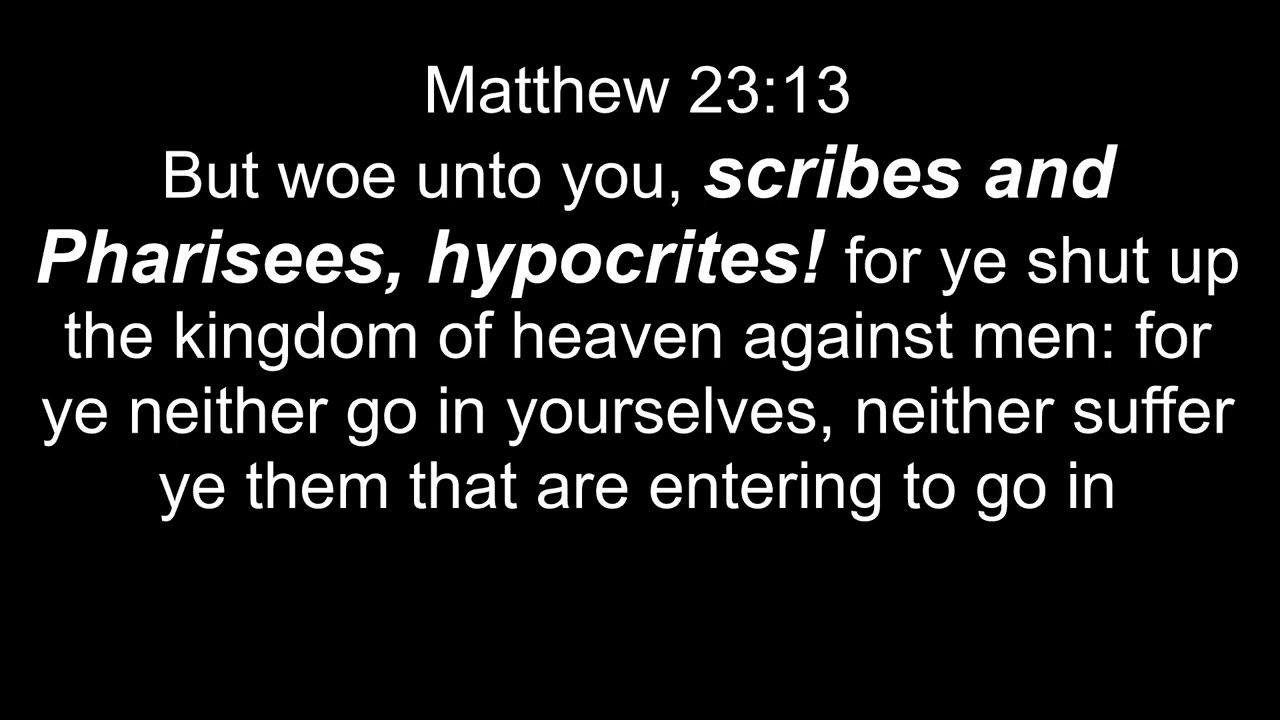 Matthew 23:13
But woe unto you, scribes and
Pharisees, hypocrites! for ye shut up
the kingdom of heaven against men: for
ye neither go in yourselves, neither suffer
ye them that are entering to go in